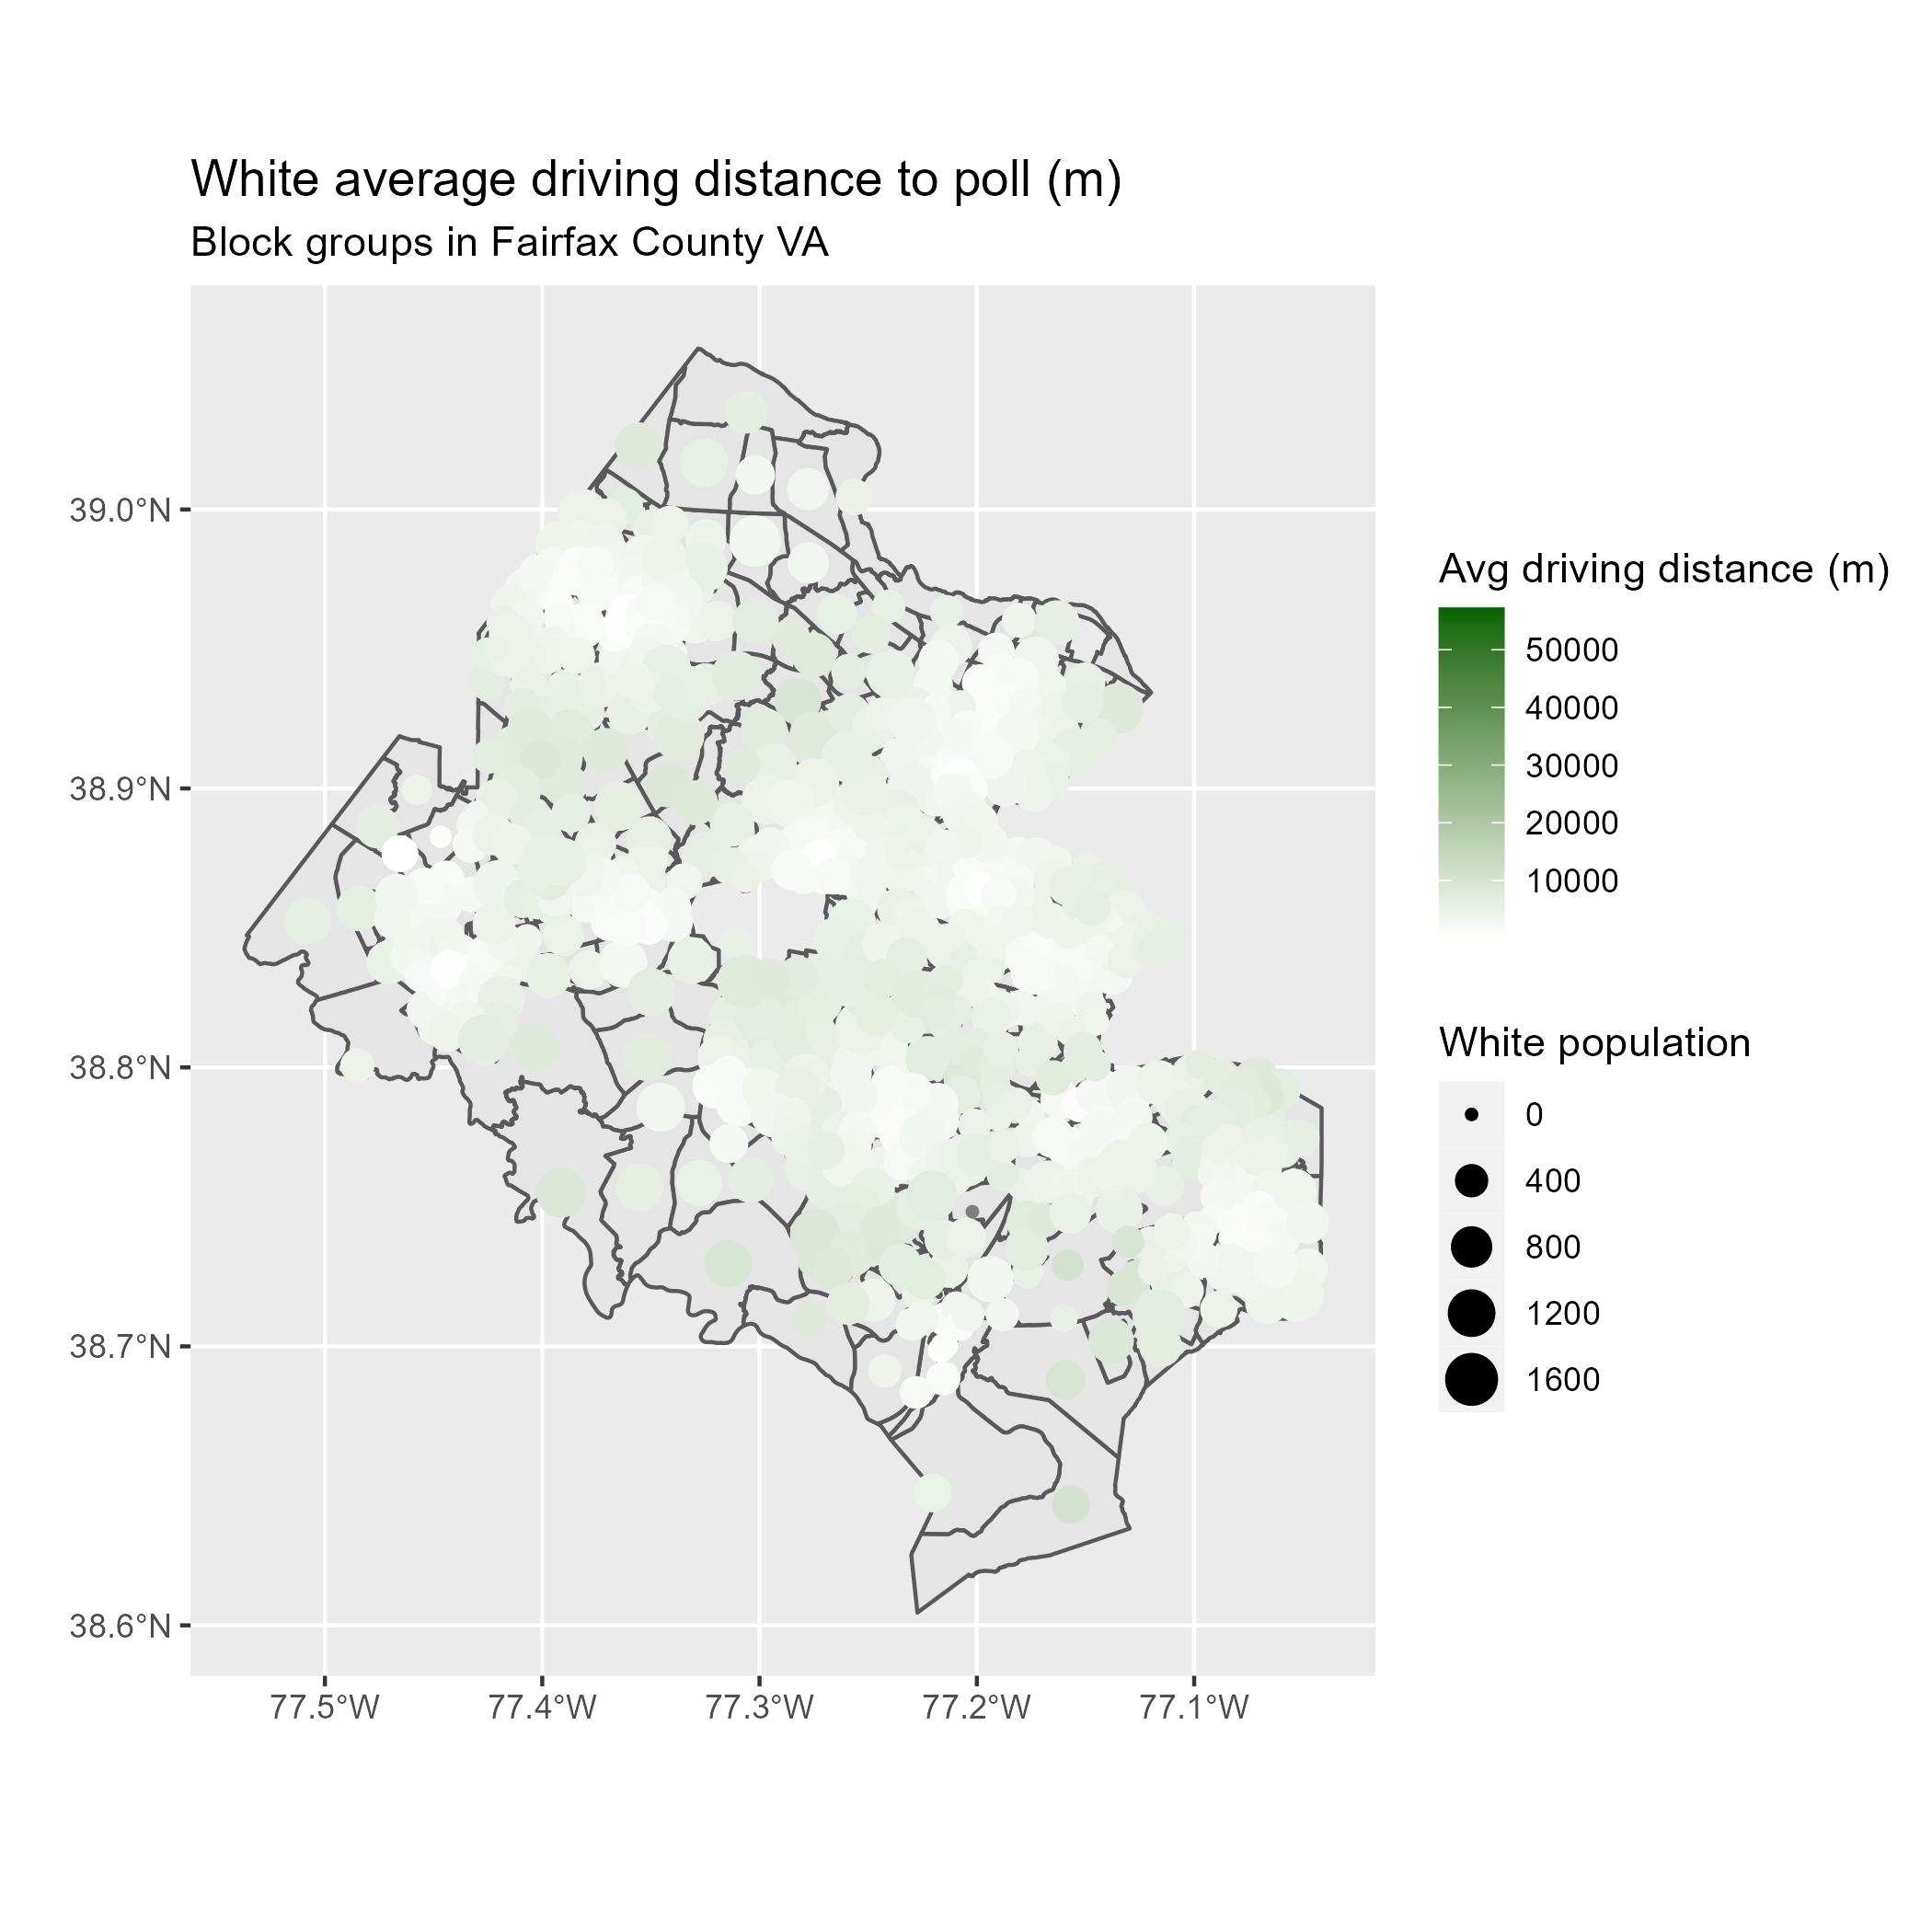 White average driving distance to poll (m)
Block groups in Fairfax County VA
39.0°N
38.9°N
38.8°N
38.7°N
38.6°N
77.5°W
77.4°W
77.3°W
77.2°W
77.1°W
Avg driving distance (m)
50000
40000
30000
20000
10000
White population
0
400
800
1200
1600